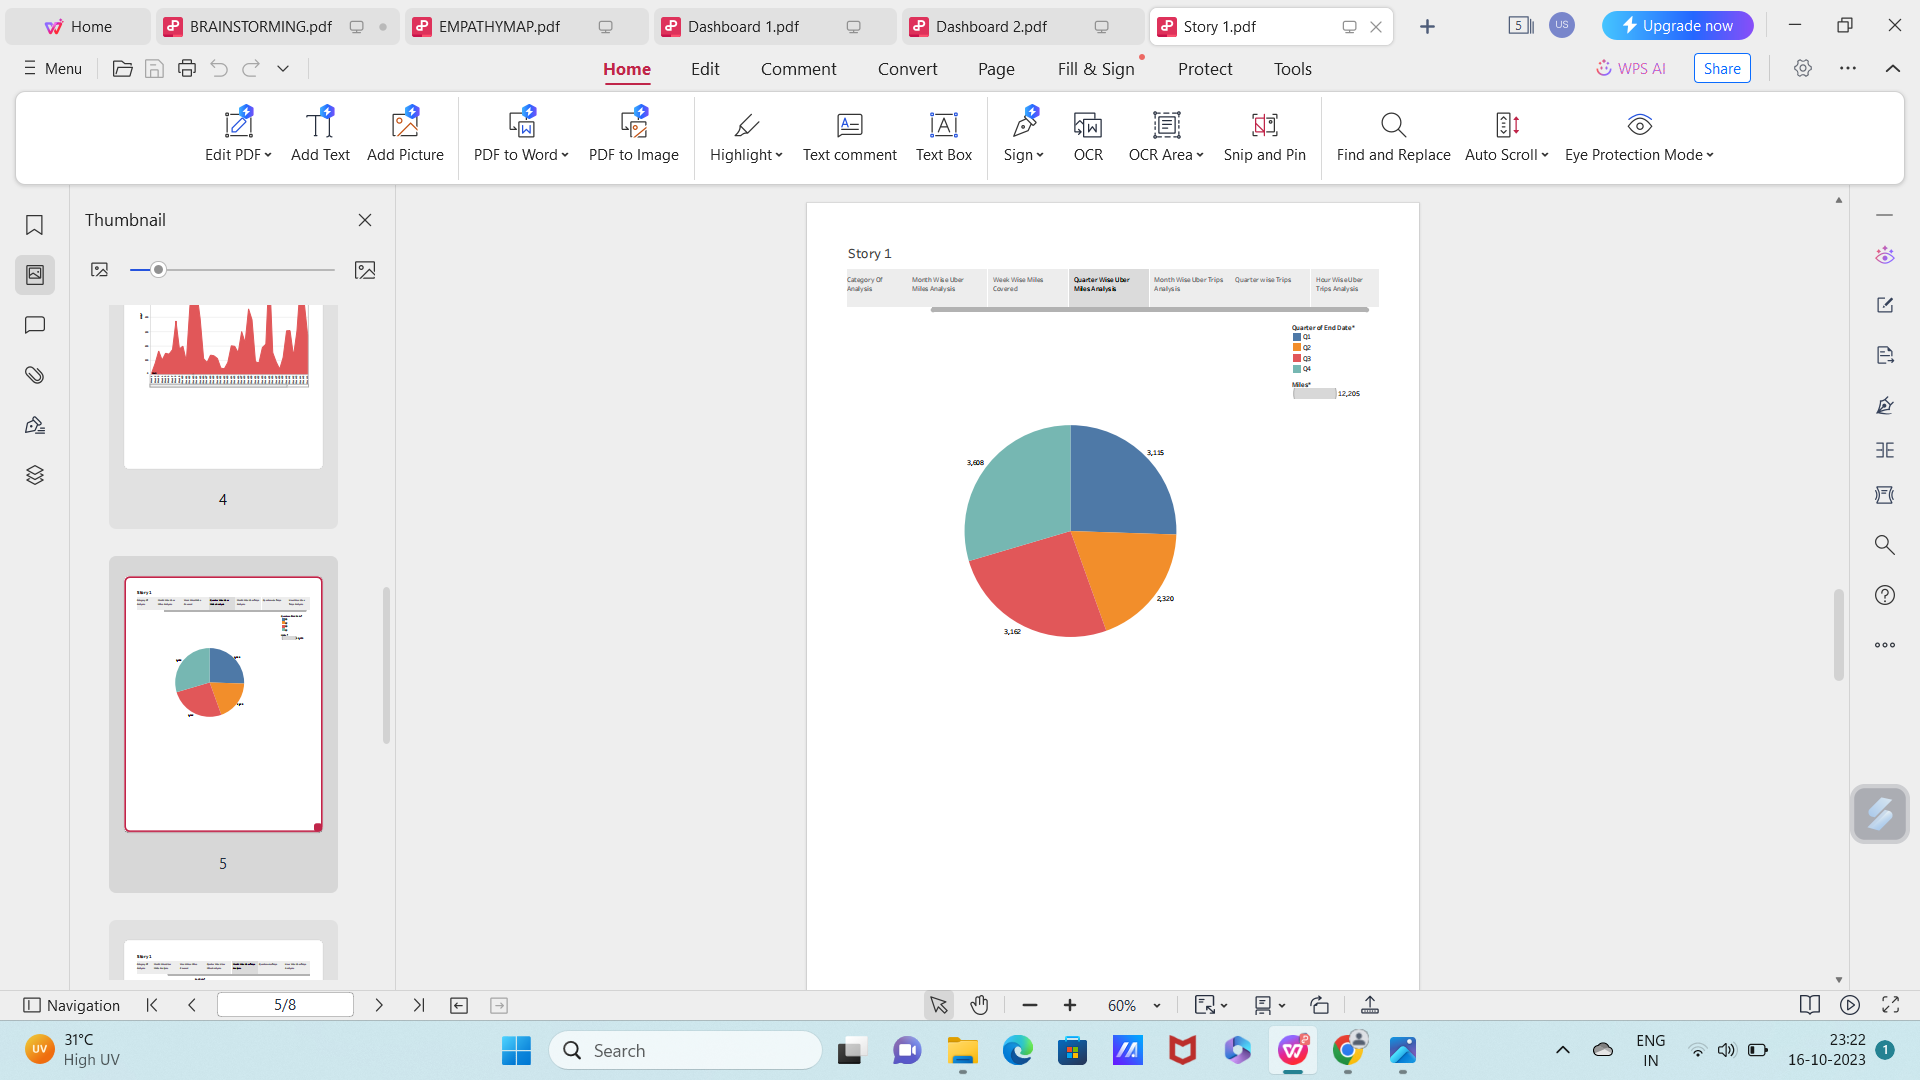 Home
BRAINSTORMING.pdf
EMPATHYMAP.pdf
Dashboard 1.pdf
Dashboard 2.pdf
Story 1.pdf
5
US
Upgrade now
Menu
Home
Edit
Comment
Convert
Page
Fill & Sign
Protect
Tools
WPS AI
Share
Edit PDF
Add Text
Add Picture
PDF to Word
PDF to Image
Highlight
Text comment
Text Box
Sign
OCR
OCR Area
Snip and Pin
Find and Replace
Auto Scroll
Eye Protection Mode
Thumbnail
4
Story 1
5
Story 1
Story 1
Category Of
Analysis
Month Wise Uber
Miles Analysis
Week Wise Miles
Covered
Quarter Wise Uber
Miles Analysis
Month Wise Uber Trips
Analysis
Quarter wise Trips
Hour Wise Uber
Trips Analysis
Quarter of End Date*
Q1
Q2
Q3
Q4
Miles*
12,205
3,608
3,115
2,320
3,162
Navigation
5/8
60%
UV
31°C
High UV
Search
ENG
IN
23:22
16-10-2023
1